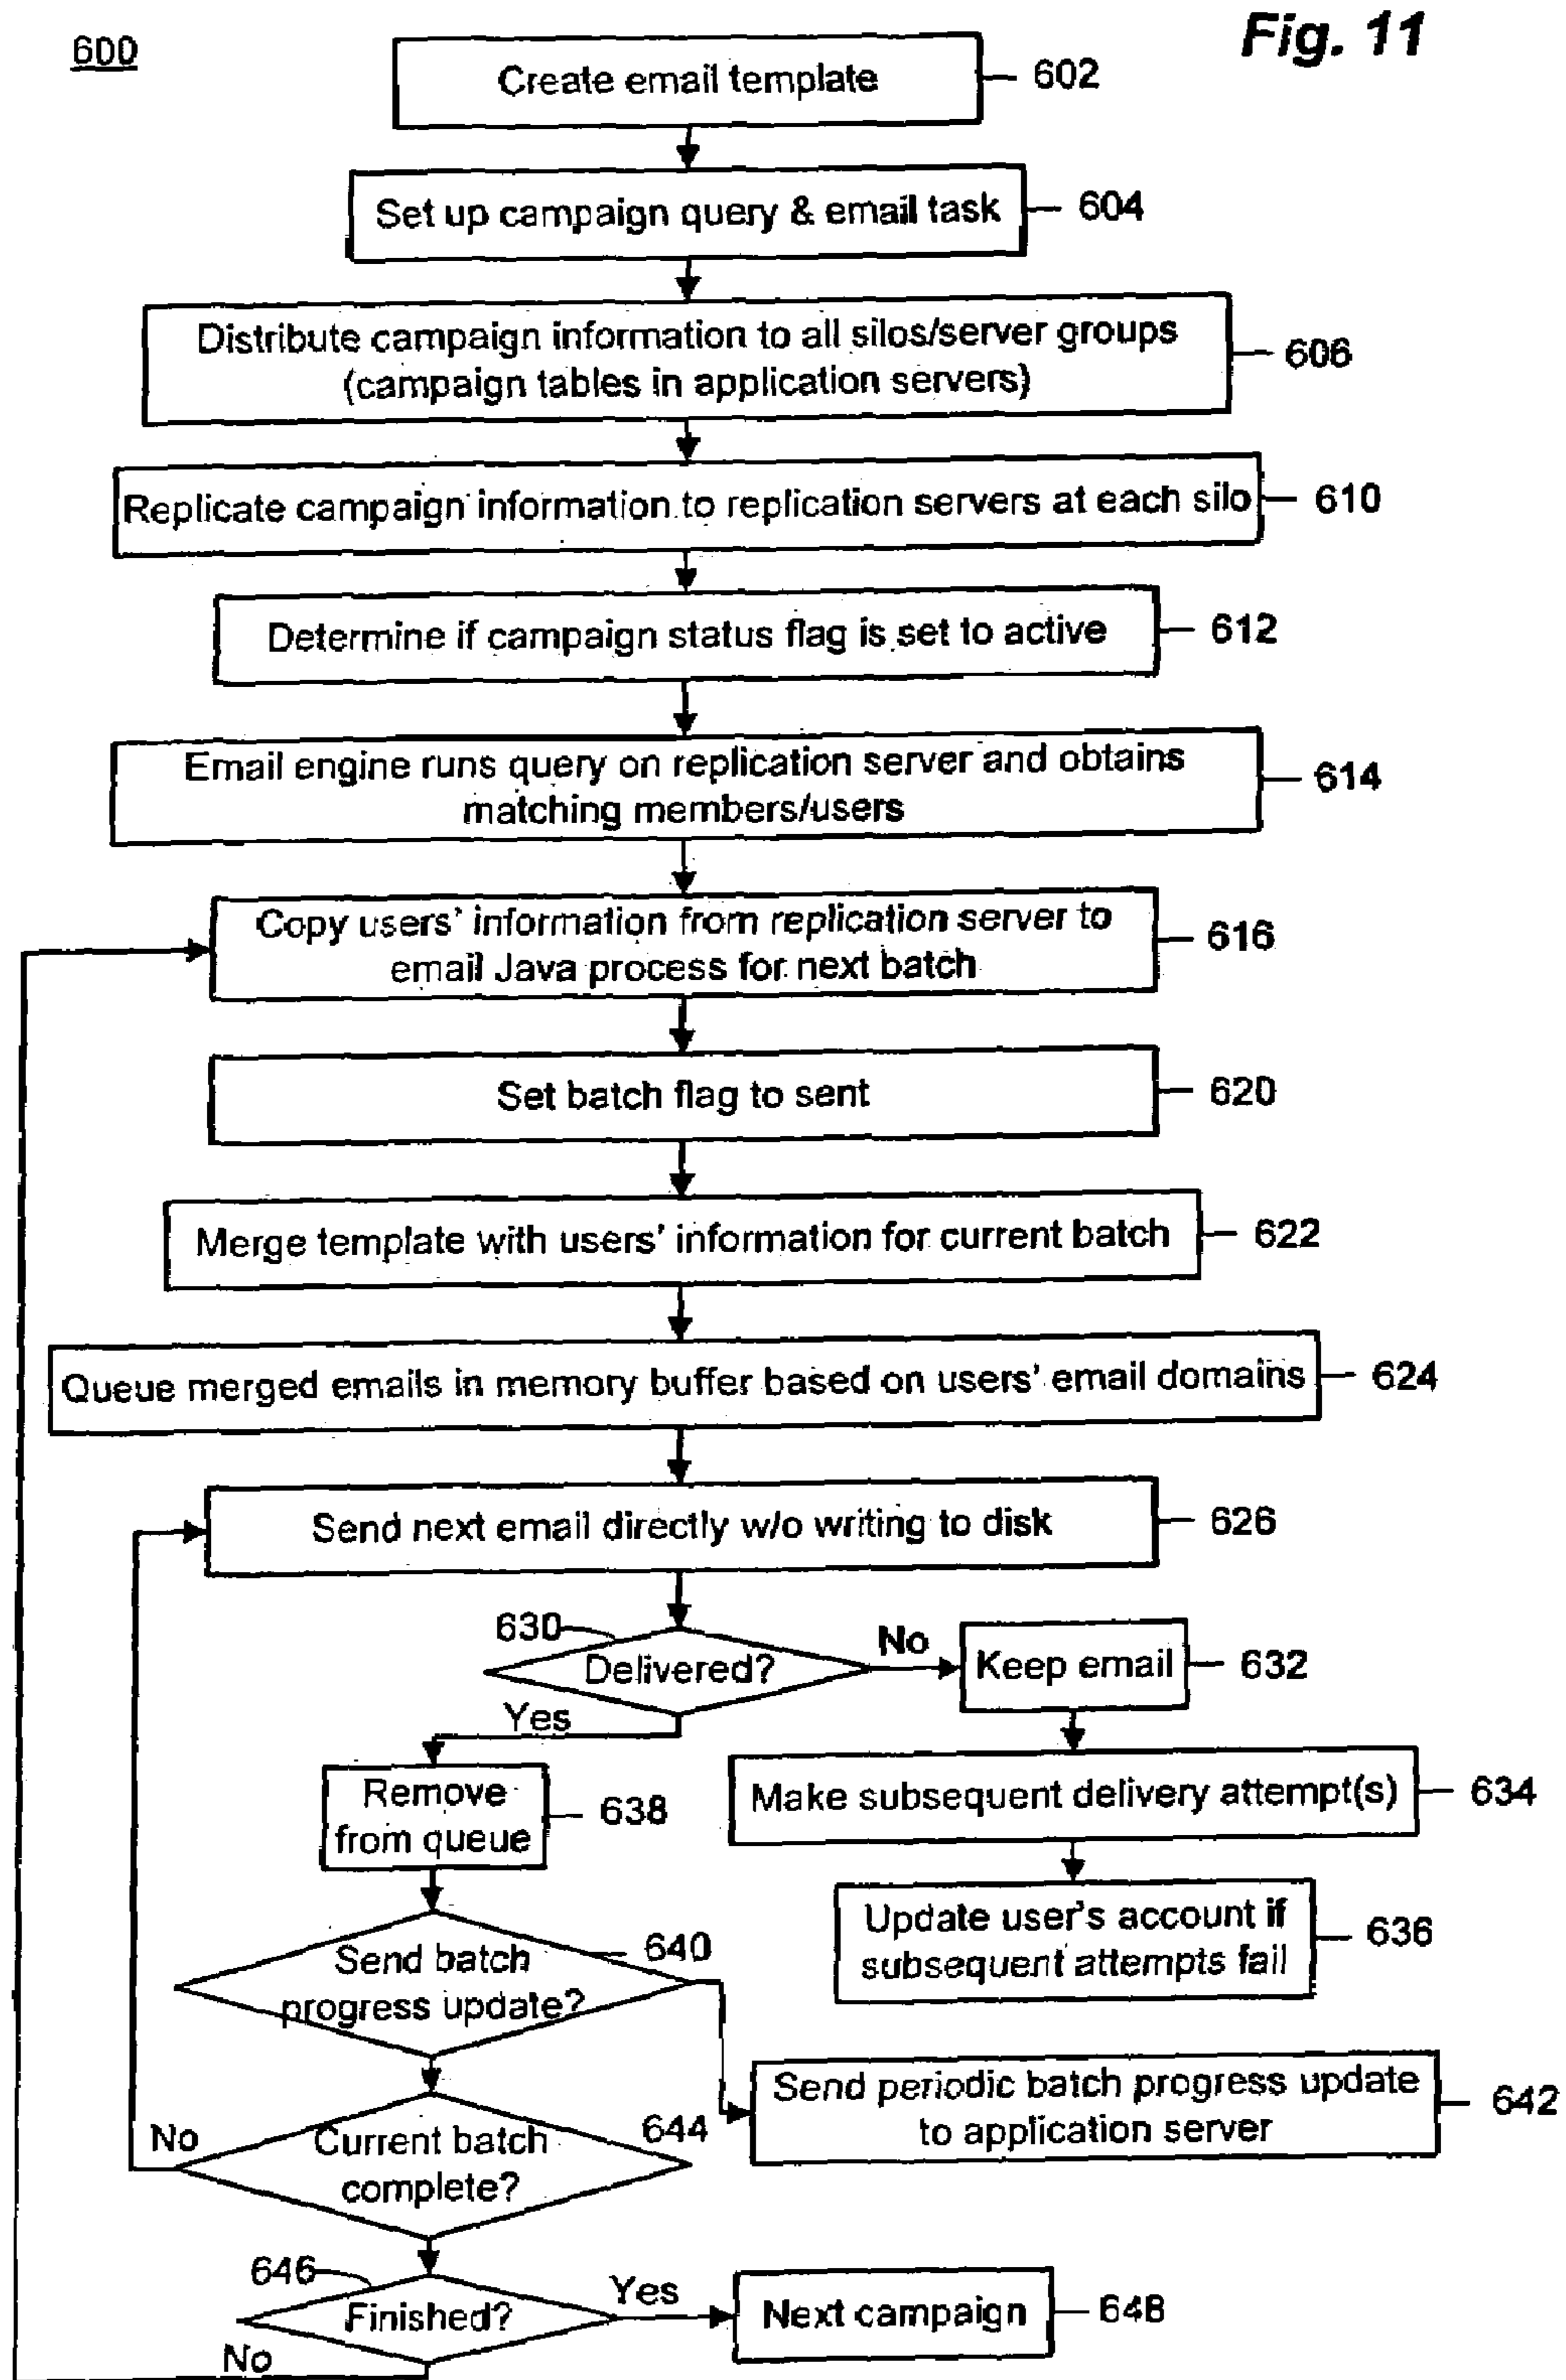 600
Fig. 11
Create email template
602
Set up campaign query & email task
604
Distribute campaign information to all silos/server groups
(campaign tables in application servers)
606
Replicate campaign information to replication servers at each silo
610
Determine if campaign status flag is set to active
612
Email engine runs query on replication server and obtains
matching members/users
614
Copy users' information from replication server to
email Java process for next batch
616
Set batch flag to sent
620
Merge template with users' information for current batch
622
Queue merged emails in memory buffer based on users' email domains
624
Send next email directly w/o writing to disk
626
630
Delivered?
No
Keep email
632
Yes
Remove
from queue
638
Make subsequent delivery attempt(s)
634
Update user's account if
subsequent attempts fail
636
Send batch
progress update?
640
Send periodic batch progress update
to application server
642
No
Current batch
complete?
644
646
Finished?
Yes
Next campaign
648
No